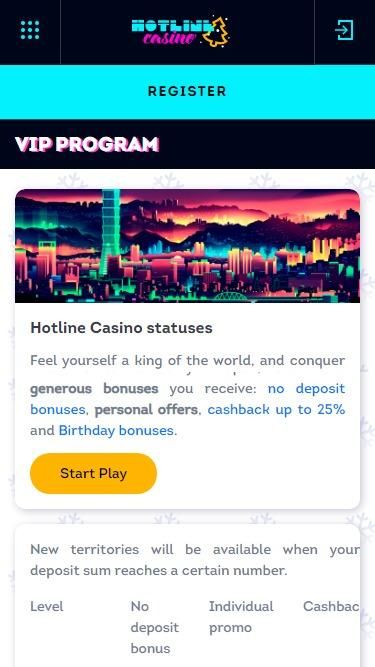 HOTLINE
casino
REGISTER
VIP PROGRAM
Hotline Casino statuses
Feel yourself a king of the world, and conquer
generous bonuses you receive: no deposit
bonuses, personal offers, cashback up to 25%
and Birthday bonuses.
Start Play
New territories will be available when your
deposit sum reaches a certain number.
Level No Individual Cashbac
deposit promo
bonus